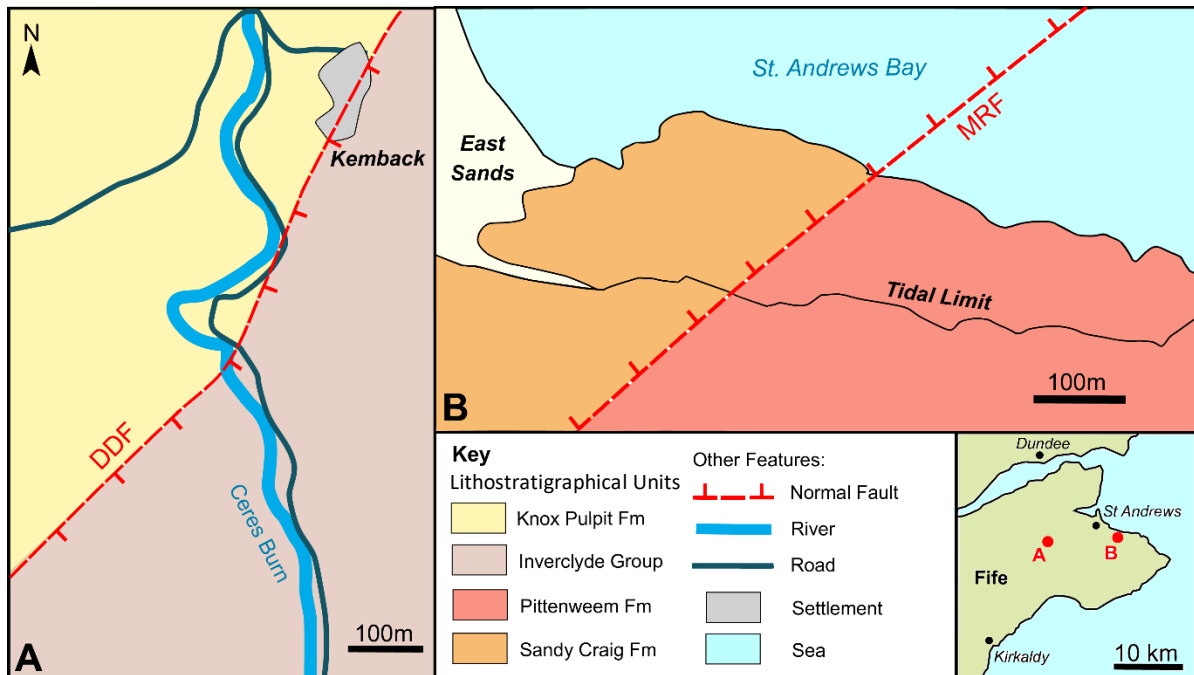 N
Kemback
DDF
Ceres Burn
100m
A
St. Andrews Bay
MRF
East
Sands
Tidal Limit
100m
B
Key
Lithostratigraphical Units
Knox Pulpit Fm
Inverclyde Group
Pittenweem Fm
Sandy Craig Fm
Other Features:
Normal Fault
River
Road
Settlement
Sea
Dundee
St Andrews
A
B
Fife
Kirkaldy
10 km